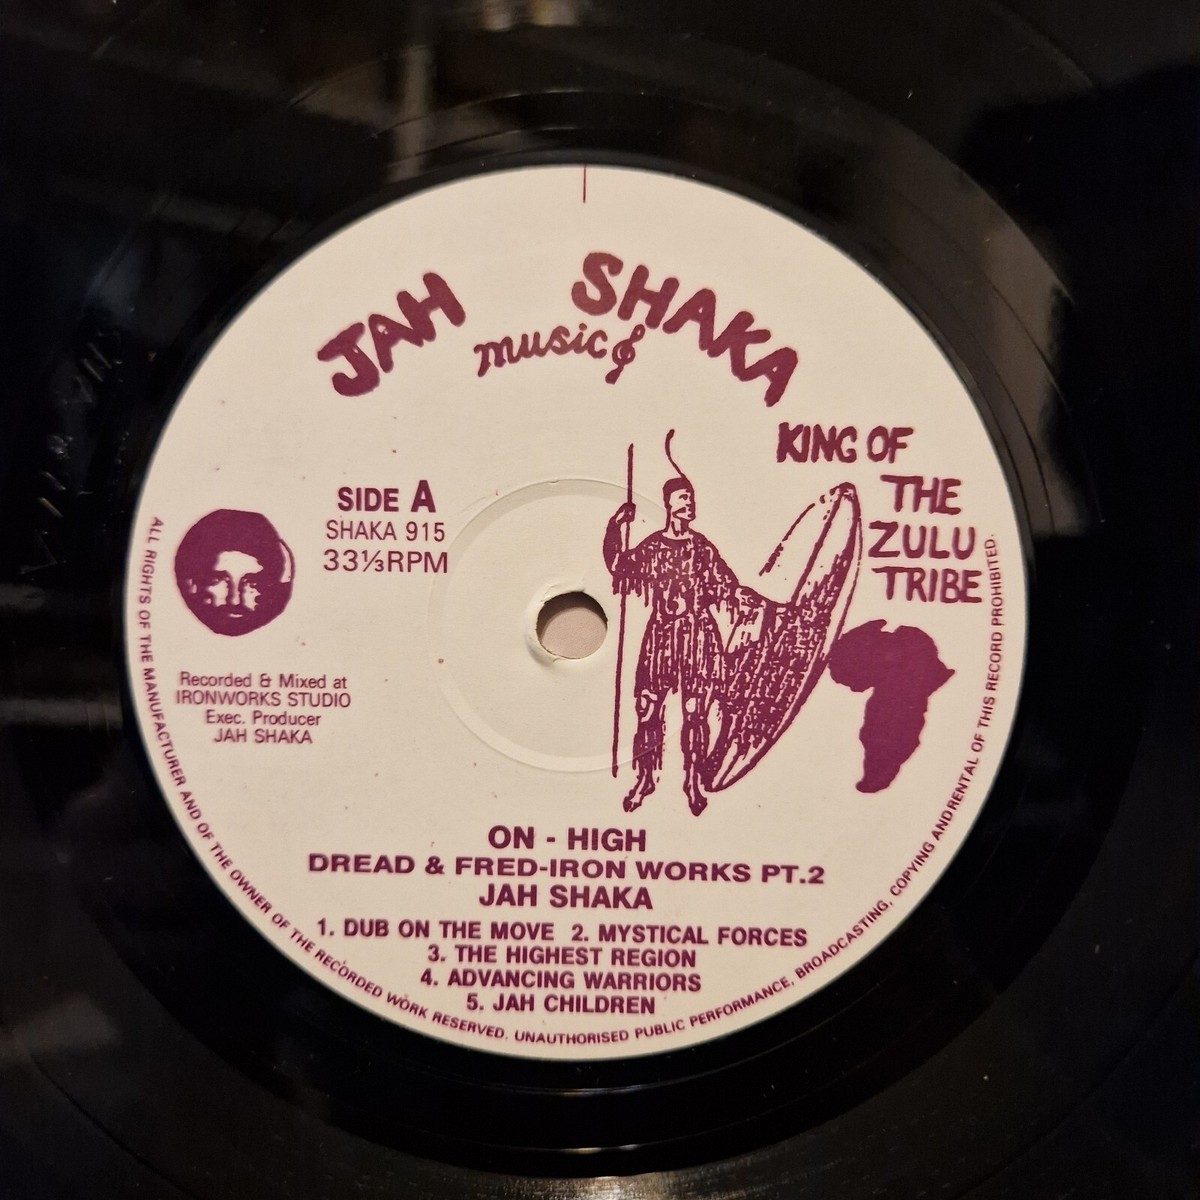 JAH SHAKA
music
KING OF
THE
ZULU
TRIBE
SIDE A
SHAKA 915
33⅓RPM
Recorded & Mixed at
IRONWORKS STUDIO
Exec. Producer
JAH SHAKA
ON - HIGH
DREAD & FRED-IRON WORKS PT.2
JAH SHAKA
1. DUB ON THE MOVE 2. MYSTICAL FORCES
3. THE HIGHEST REGION
4. ADVANCING WARRIORS
5. JAH CHILDREN
ALL RIGHTS OF THE MANUFACTURER AND OF THE OWNER OF THE RECORDED WORK RESERVED. UNAUTHORISED PUBLIC PERFORMANCE, BROADCASTING, COPYING AND RENTAL OF THIS RECORD PROHIBITED.